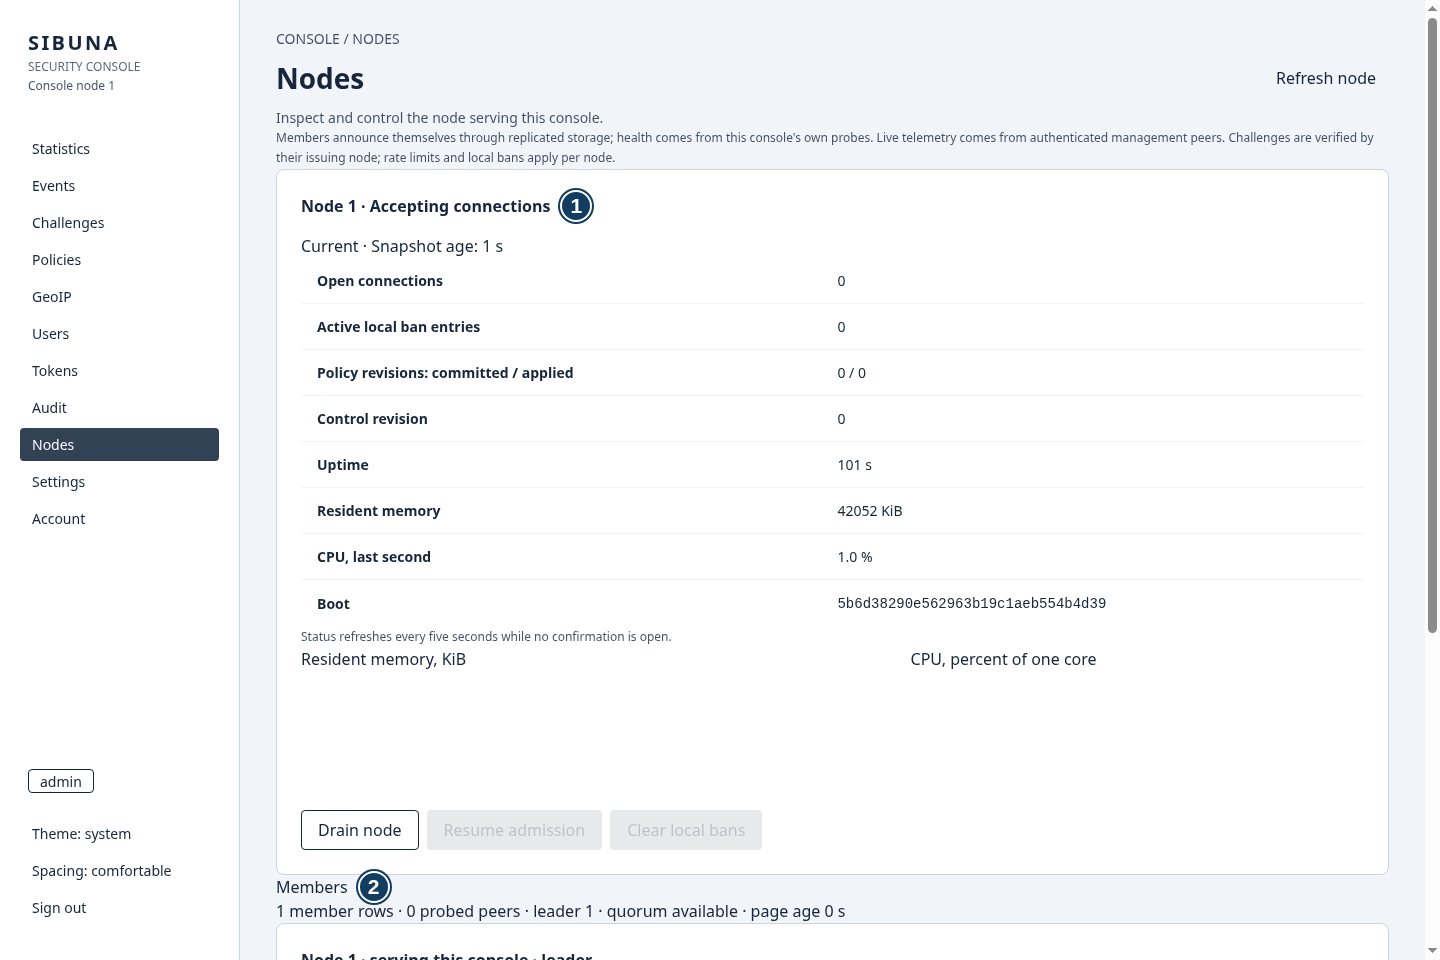 SIBUNA
SECURITY CONSOLE
Console node 1
Statistics
Events
Challenges
Policies
GeoIP
Users
Tokens
Audit
Nodes
Settings
Account
admin
Theme: system
Spacing: comfortable
Sign out
CONSOLE / NODES
Nodes
Refresh node
Inspect and control the node serving this console.
Members announce themselves through replicated storage; health comes from this console's own probes. Live telemetry comes from authenticated management peers. Challenges are verified by
their issuing node; rate limits and local bans apply per node.
Node 1 · Accepting connections 1
Current · Snapshot age: 1 s
Open connections 0
Active local ban entries 0
Policy revisions: committed / applied 0 / 0
Control revision 0
Uptime 101 s
Resident memory 42052 KiB
CPU, last second 1.0 %
Boot 5b6d38290e562963b19c1aeb554b4d39
Status refreshes every five seconds while no confirmation is open.
Resident memory, KiB CPU, percent of one core
Drain node Resume admission Clear local bans
Members 2
1 member rows · 0 probed peers · leader 1 · quorum available · page age 0 s
Node 1 · serving this console · leader